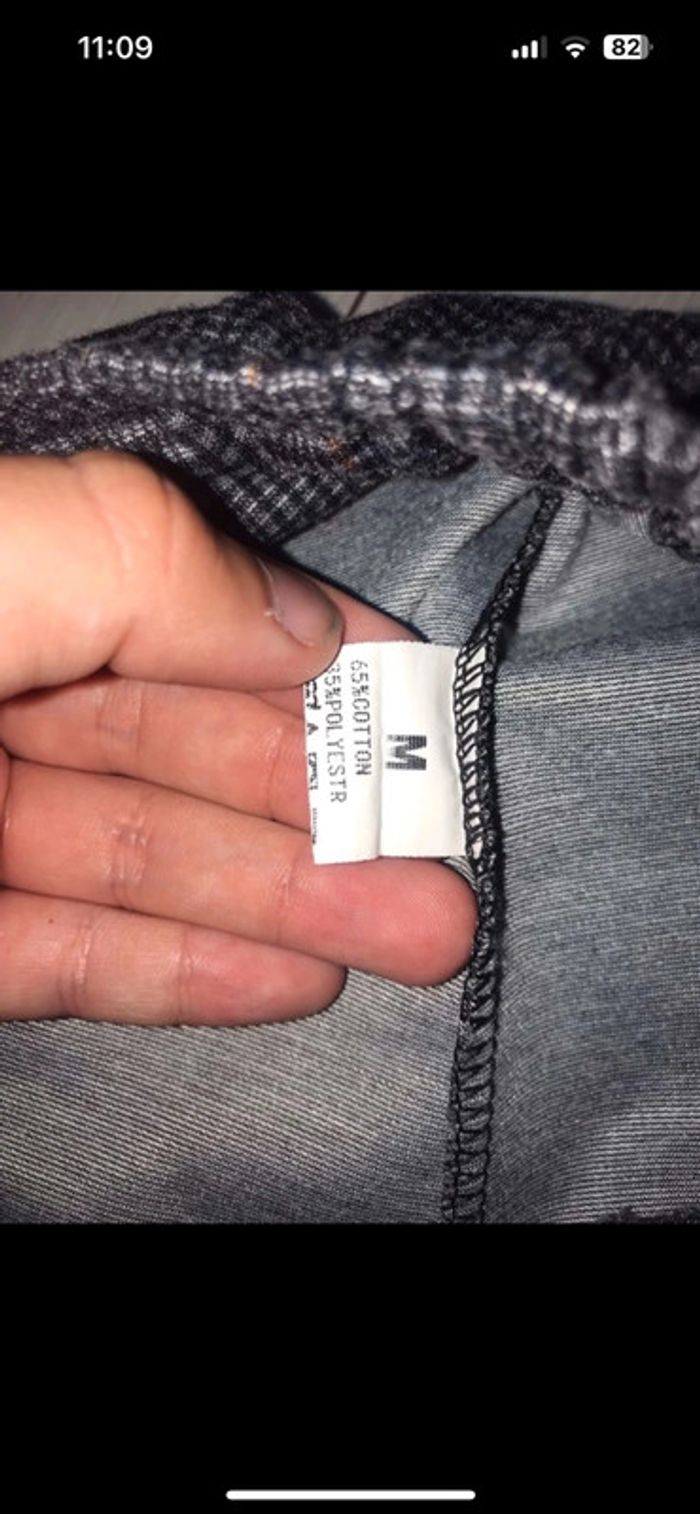 11:09
82
M
65%COTTON
35%POLYESTR